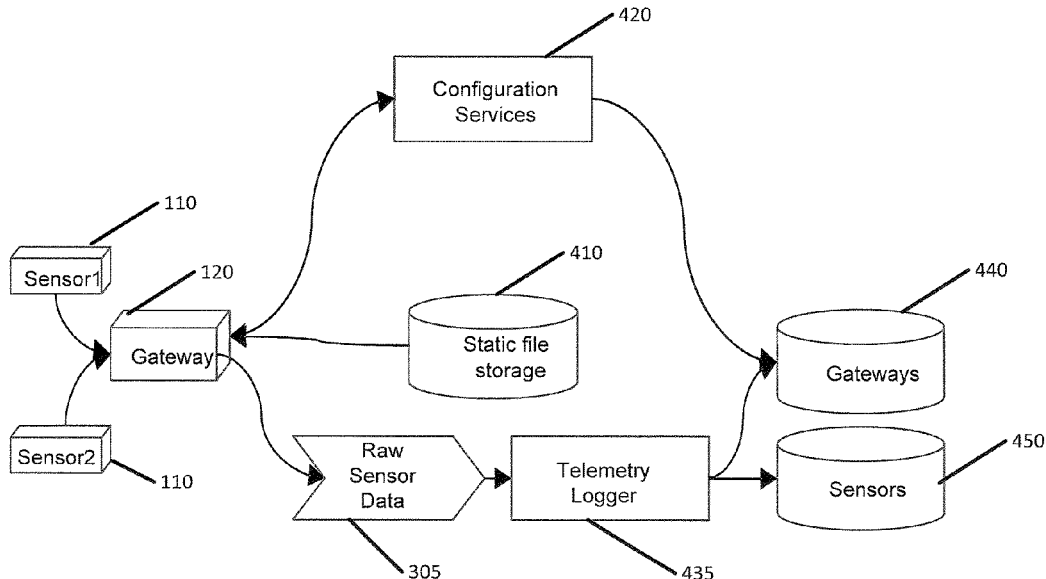 420
Configuration
Services
110
Sensor1
120
Gateway
410
Static file
storage
440
Gateways
Sensor2
110
Raw
Sensor
Data
305
Telemetry
Logger
435
450
Sensors